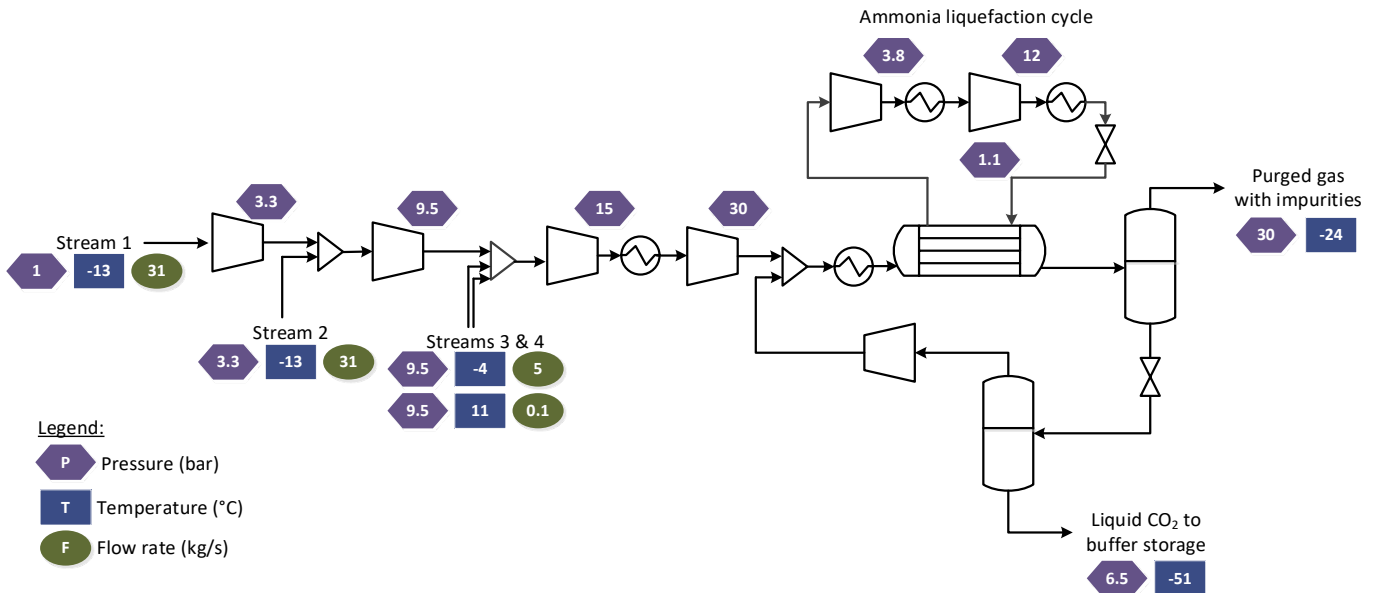 Ammonia liquefaction cycle
3.8
12
1.1
3.3
9.5
15
30
Stream 1
1
-13
31
Stream 2
3.3
-13
31
Streams 3 & 4
9.5
-4
5
9.5
11
0.1
Purged gas
with impurities
30
-24
Liquid CO₂ to
buffer storage
6.5
-51
Legend:
P
Pressure (bar)
T
Temperature (°C)
F
Flow rate (kg/s)